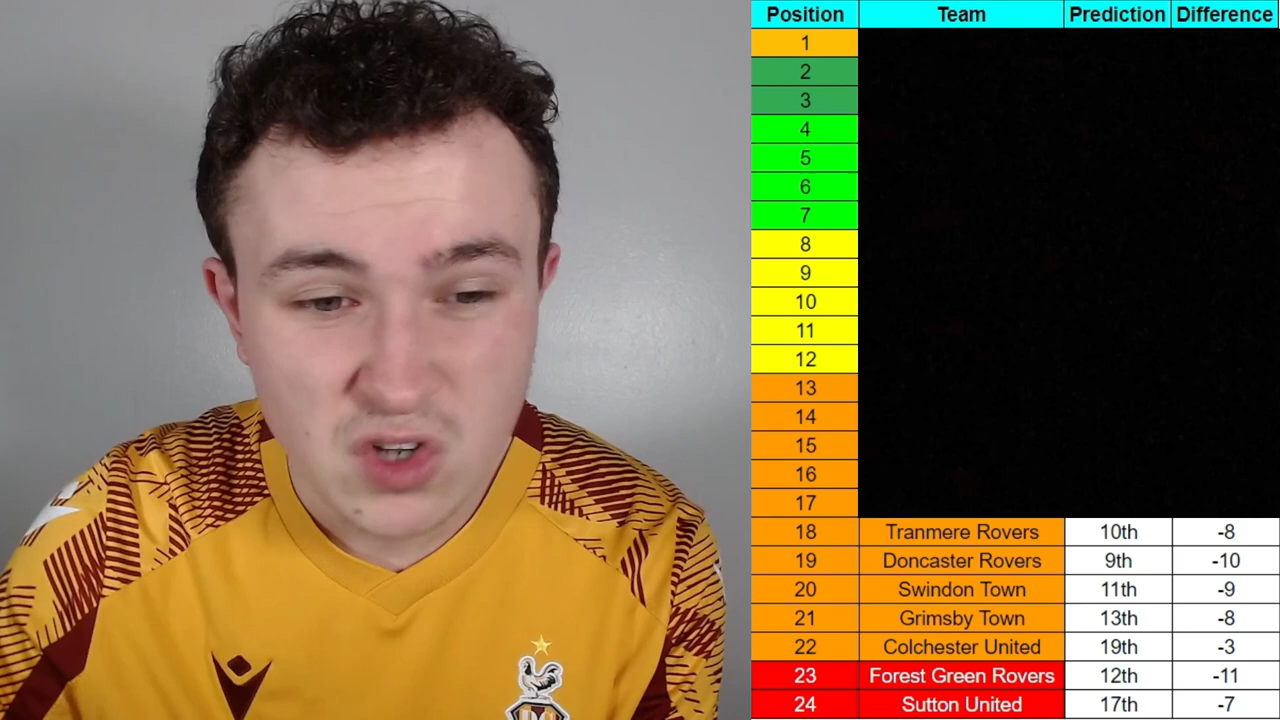 Position Team Prediction Difference
1
2
3
4
5
6
7
8
9
10
11
12
13
14
15
16
17
18 Tranmere Rovers 10th -8
19 Doncaster Rovers 9th -10
20 Swindon Town 11th -9
21 Grimsby Town 13th -8
22 Colchester United 19th -3
23 Forest Green Rovers 12th -11
24 Sutton United 17th -7